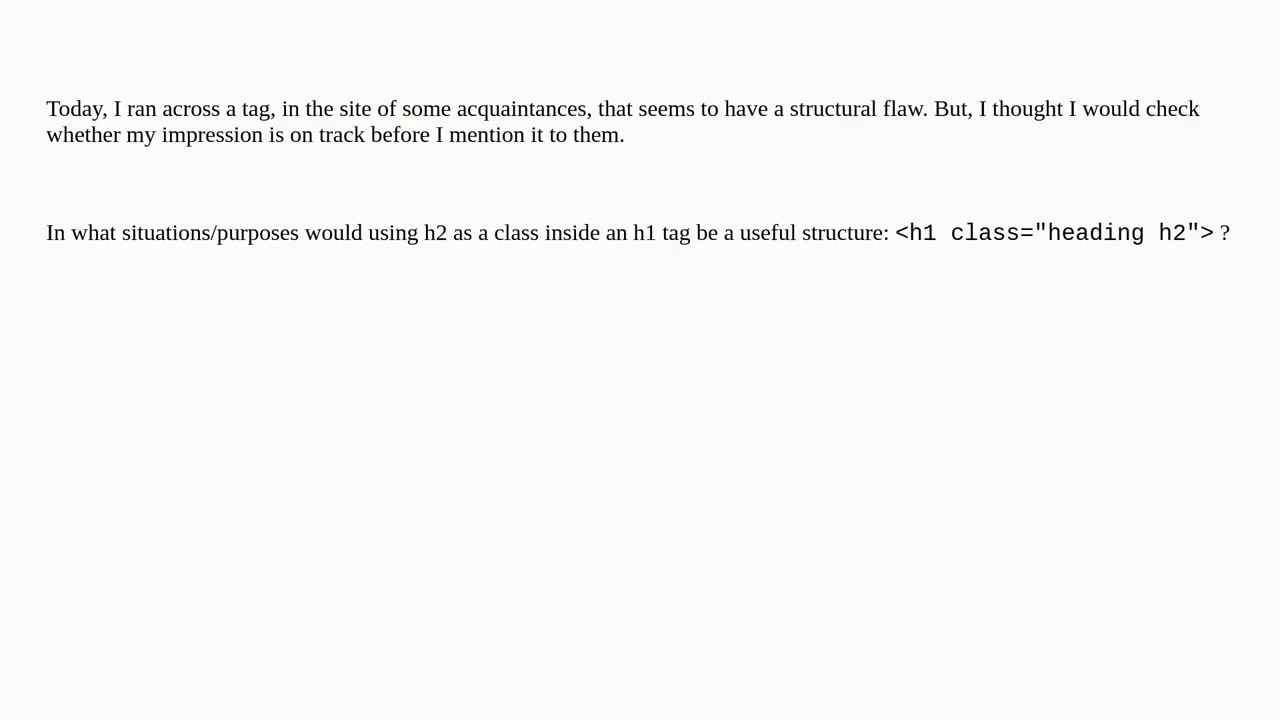 Today, I ran across a tag, in the site of some acquaintances, that seems to have a structural flaw. But, I thought I would check
whether my impression is on track before I mention it to them.
In what situations/purposes would using h2 as a class inside an h1 tag be a useful structure: <h1 class="heading h2"> ?